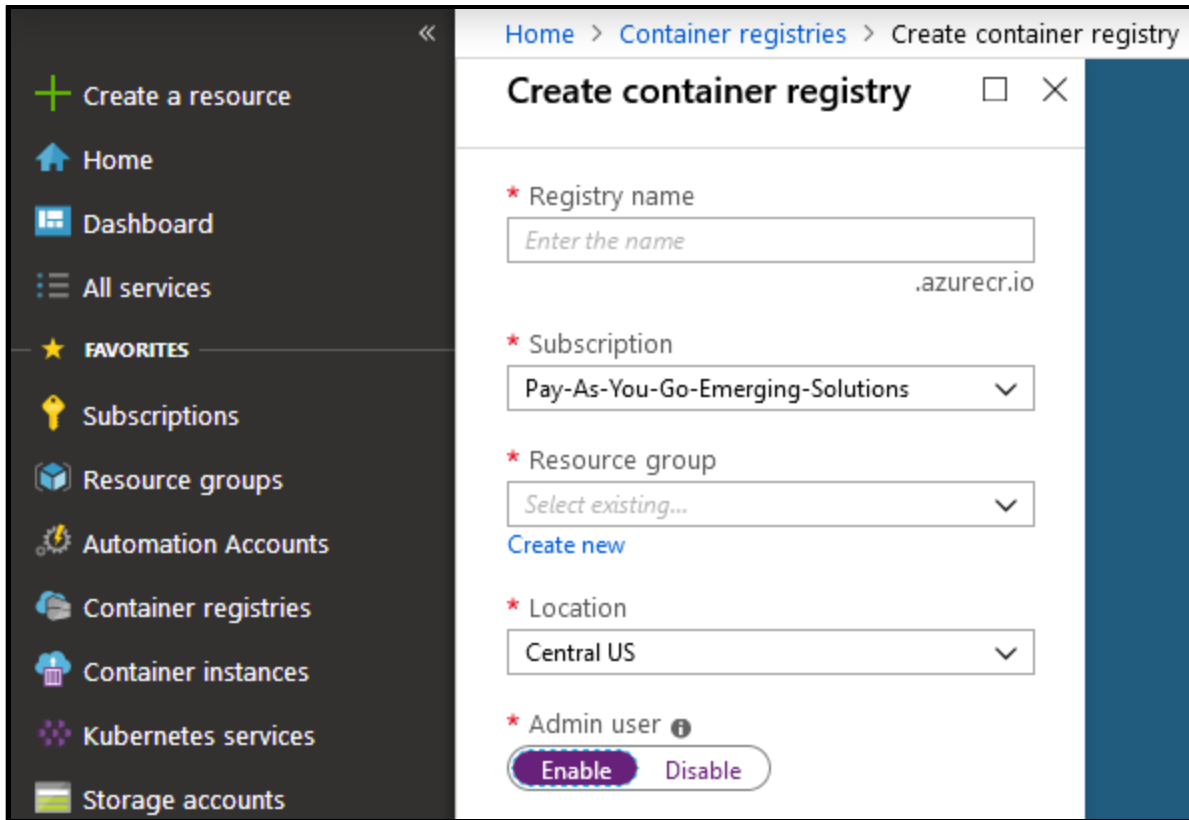 «
Create a resource
Home
Dashboard
All services
FAVORITES
Subscriptions
Resource groups
Automation Accounts
Container registries
Container instances
Kubernetes services
Storage accounts
Home > Container registries > Create container registry
Create container registry
* Registry name
Enter the name
.azurecr.io
* Subscription
Pay-As-You-Go-Emerging-Solutions
* Resource group
Select existing...
Create new
* Location
Central US
* Admin user
Enable Disable